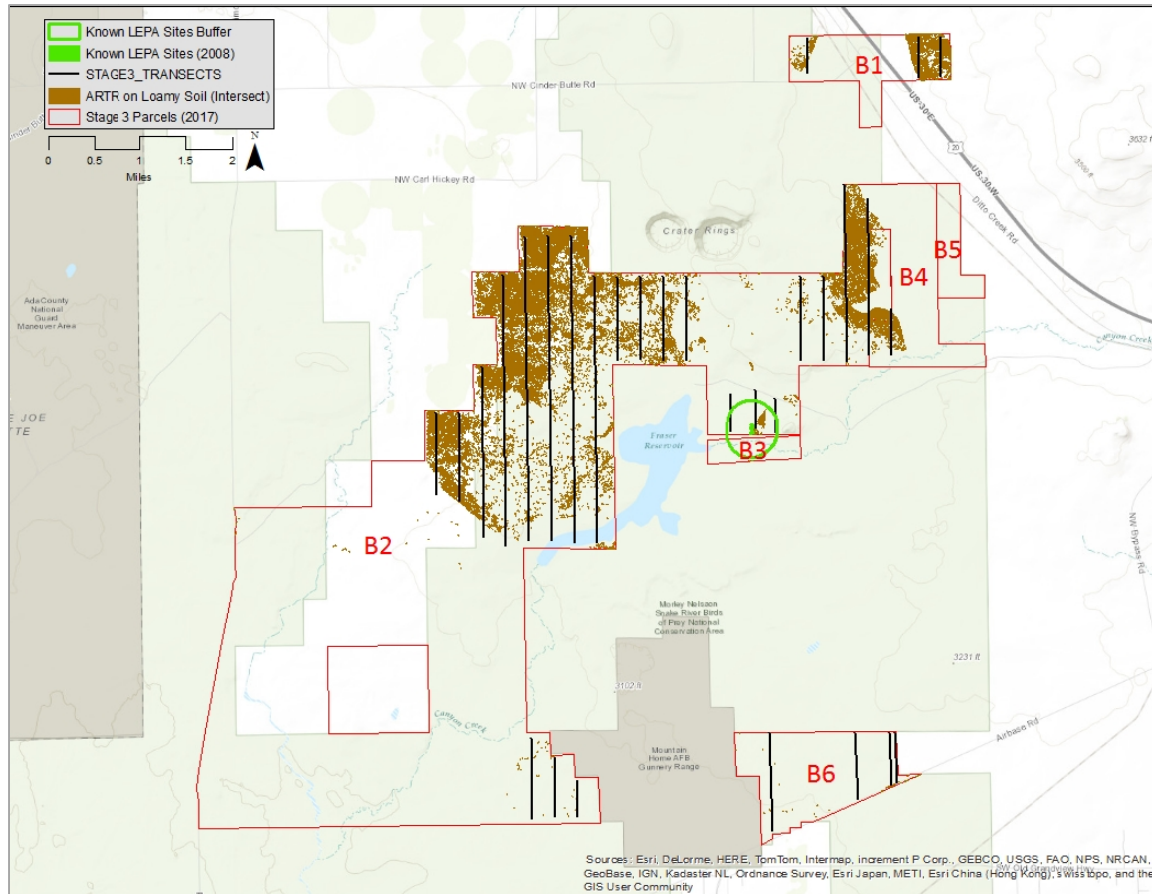 Known LEPA Sites Buffer
Known LEPA Sites (2008)
STAGE3_TRANSECTS
ARTR on Loamy Soil (Intersect)
Stage 3 Parcels (2017)
0 0.5 1 1.5 2
Miles
N
NW Cinder Butte Rd
NW Carl Hickey Rd
B1
US-30 E
20
US-30 W
Ditto Creek Rd
3632 ft
3500 ft
Crater Rings
B5
B4
Canyon Creek
Ada County
National
Guard
Maneuver Area
Fraser
Reservoir
B3
B2
NW Bypass Rd
Morley Nelson
Snake River Birds
of Prey National
Conservation Area
3231 ft
3102 ft
Canyon Creek
Airbase Rd
Mountain
Home AFB
Gunnery Range
B6
NW Old Grandview Hwy
Sources: Esri, DeLorme, HERE, TomTom, Intermap, increment P Corp., GEBCO, USGS, FAO, NPS, NRCAN,
GeoBase, IGN, Kadaster NL, Ordnance Survey, Esri Japan, METI, Esri China (Hong Kong), swisstopo, and the
GIS User Community